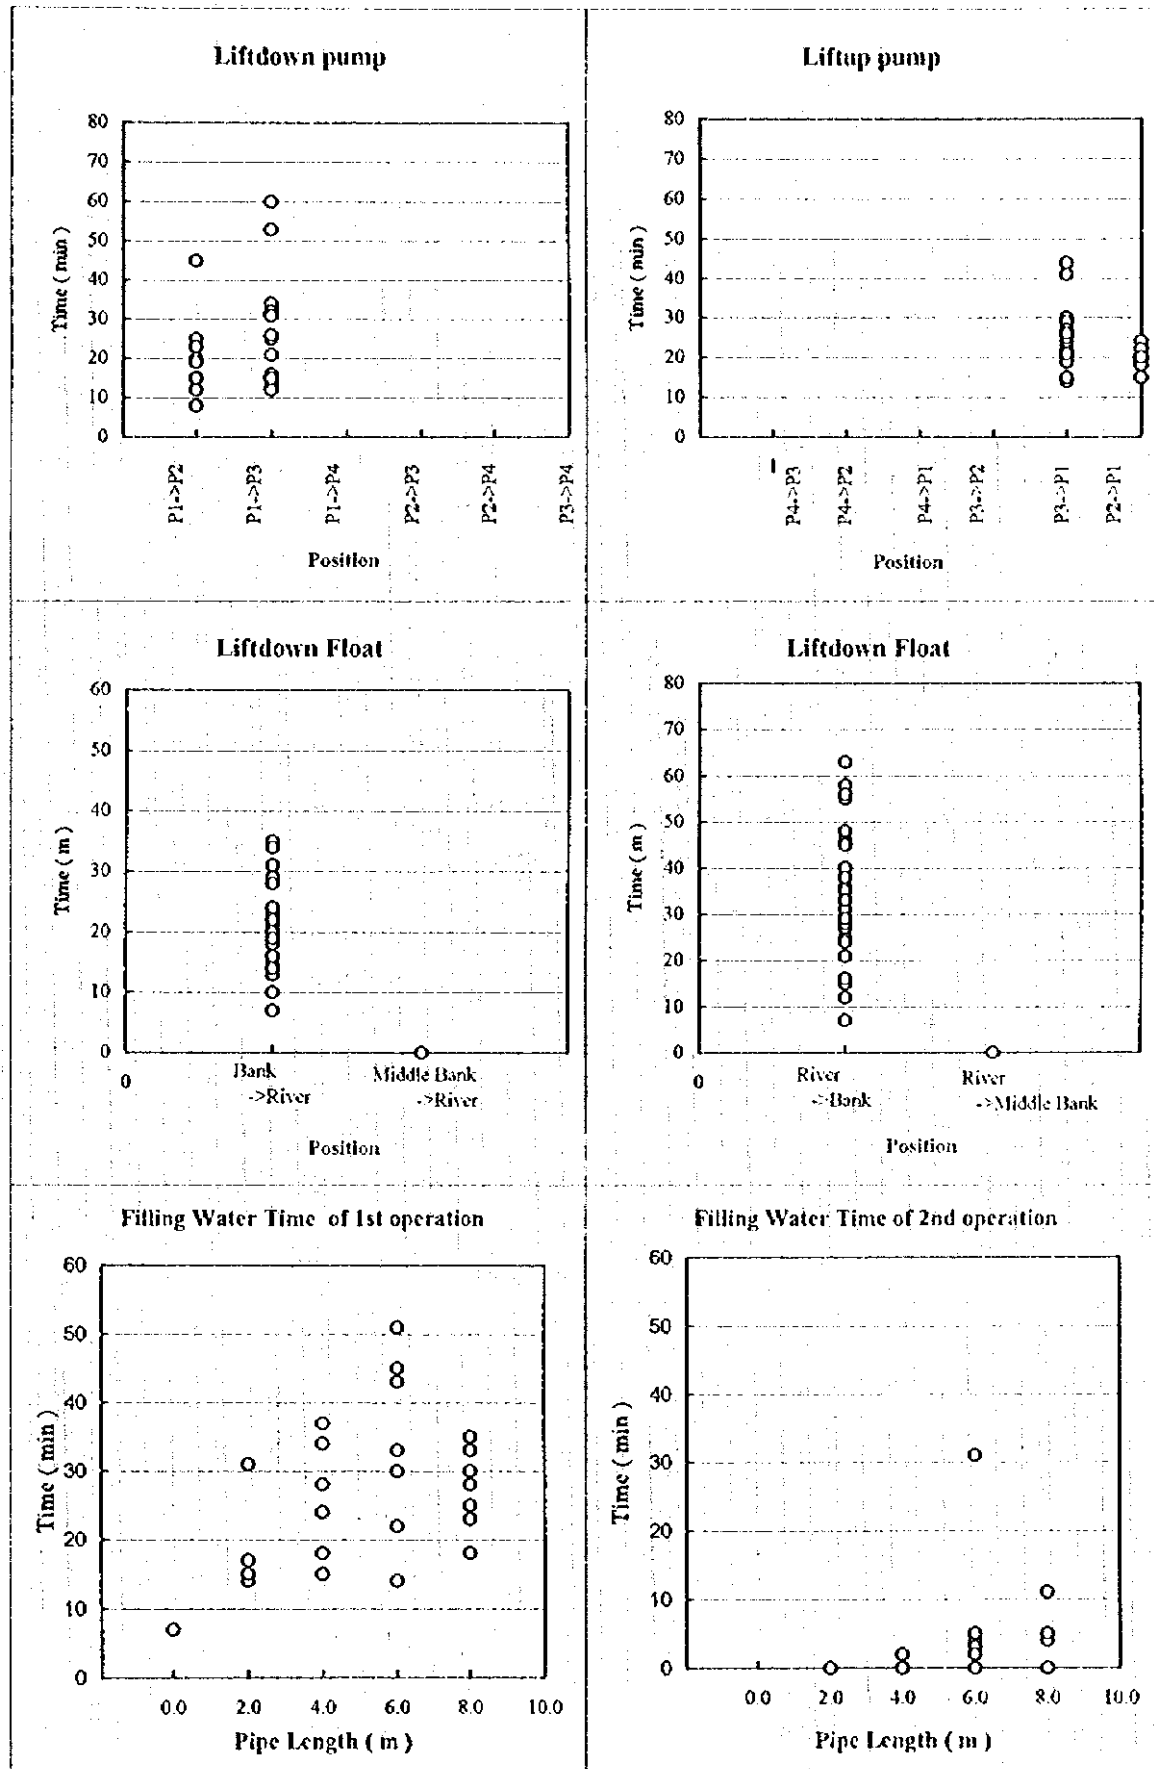 Liftdown pump
80
70
60
50
40
30
20
10
0
Time ( min )
P1->P2
P1->P3
P1->P4
P2->P3
P2->P4
P3->P4
Position
Liftup pump
80
70
60
50
40
30
20
10
0
Time ( min )
P4->P3
P4->P2
P4->P1
P3->P2
P3->P1
P2->P1
Position
Liftdown Float
60
50
40
30
20
10
0
Time ( m )
0
Bank
->River
Middle Bank
->River
Position
Liftdown Float
80
70
60
50
40
30
20
10
0
Time ( m )
0
River
->Bank
River
->Middle Bank
Position
Filling Water Time of 1st operation
60
50
40
30
20
10
0
Time ( min )
0.0 2.0 4.0 6.0 8.0 10.0
Pipe Length ( m )
Filling Water Time of 2nd operation
60
50
40
30
20
10
0
Time ( min )
0.0 2.0 4.0 6.0 8.0 10.0
Pipe Length ( m )